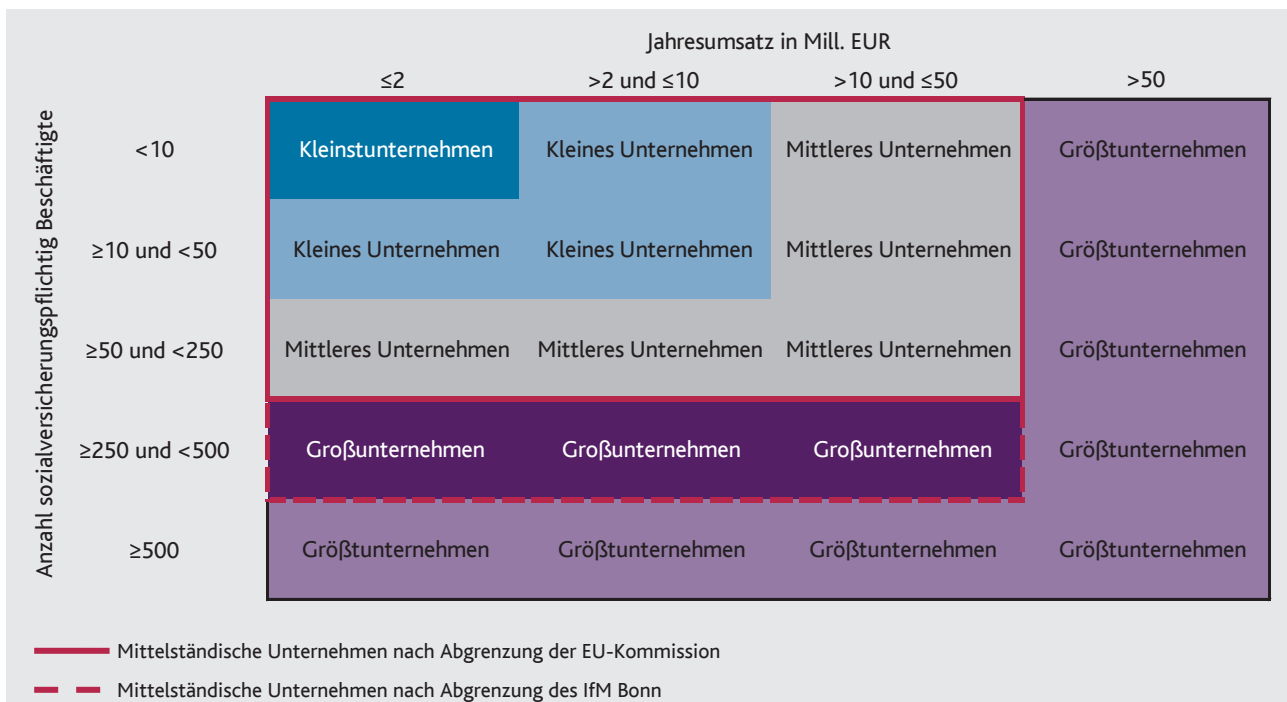 Jahresumsatz in Mill. EUR
≤2 >2 und ≤10 >10 und ≤50 >50
Anzahl sozialversicherungspflichtig Beschäftigte
<10 Kleinstunternehmen Kleines Unternehmen Mittleres Unternehmen Größtunternehmen
≥10 und <50 Kleines Unternehmen Kleines Unternehmen Mittleres Unternehmen Größtunternehmen
≥50 und <250 Mittleres Unternehmen Mittleres Unternehmen Mittleres Unternehmen Größtunternehmen
≥250 und <500 Großunternehmen Großunternehmen Großunternehmen Größtunternehmen
≥500 Größtunternehmen Größtunternehmen Größtunternehmen Größtunternehmen
Mittelständische Unternehmen nach Abgrenzung der EU-Kommission
Mittelständische Unternehmen nach Abgrenzung des IfM Bonn